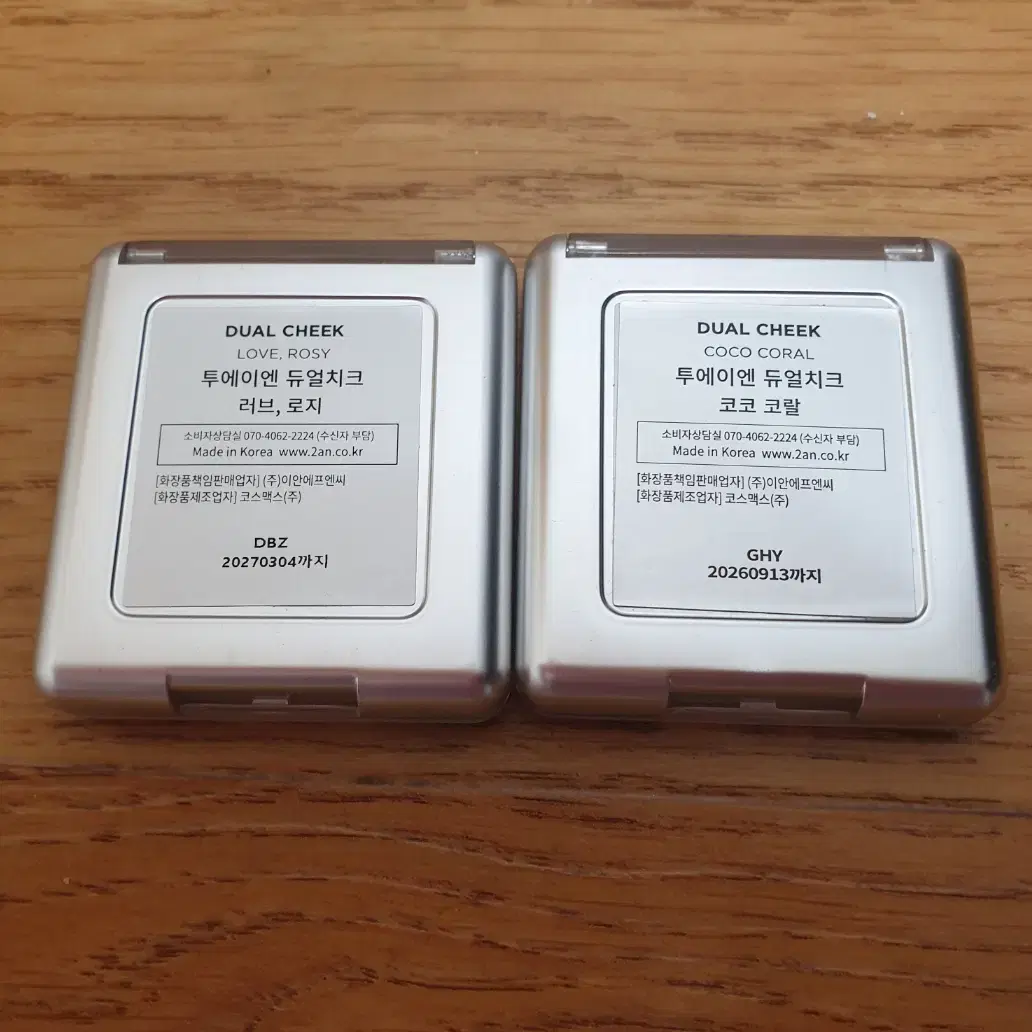 DUAL CHEEK
LOVE, ROSY
투에이엔 듀얼치크
러브, 로지
소비자상담실 070-4062-2224 (수신자 부담)
Made in Korea www.2an.co.kr
[화장품책임판매업자] (주)이안에프엔씨
[화장품제조업자] 코스맥스(주)
DBZ
20270304까지
DUAL CHEEK
COCO CORAL
투에이엔 듀얼치크
코코 코랄
소비자상담실 070-4062-2224 (수신자 부담)
Made in Korea www.2an.co.kr
[화장품책임판매업자] (주)이안에프엔씨
[화장품제조업자] 코스맥스(주)
GHY
20260913까지